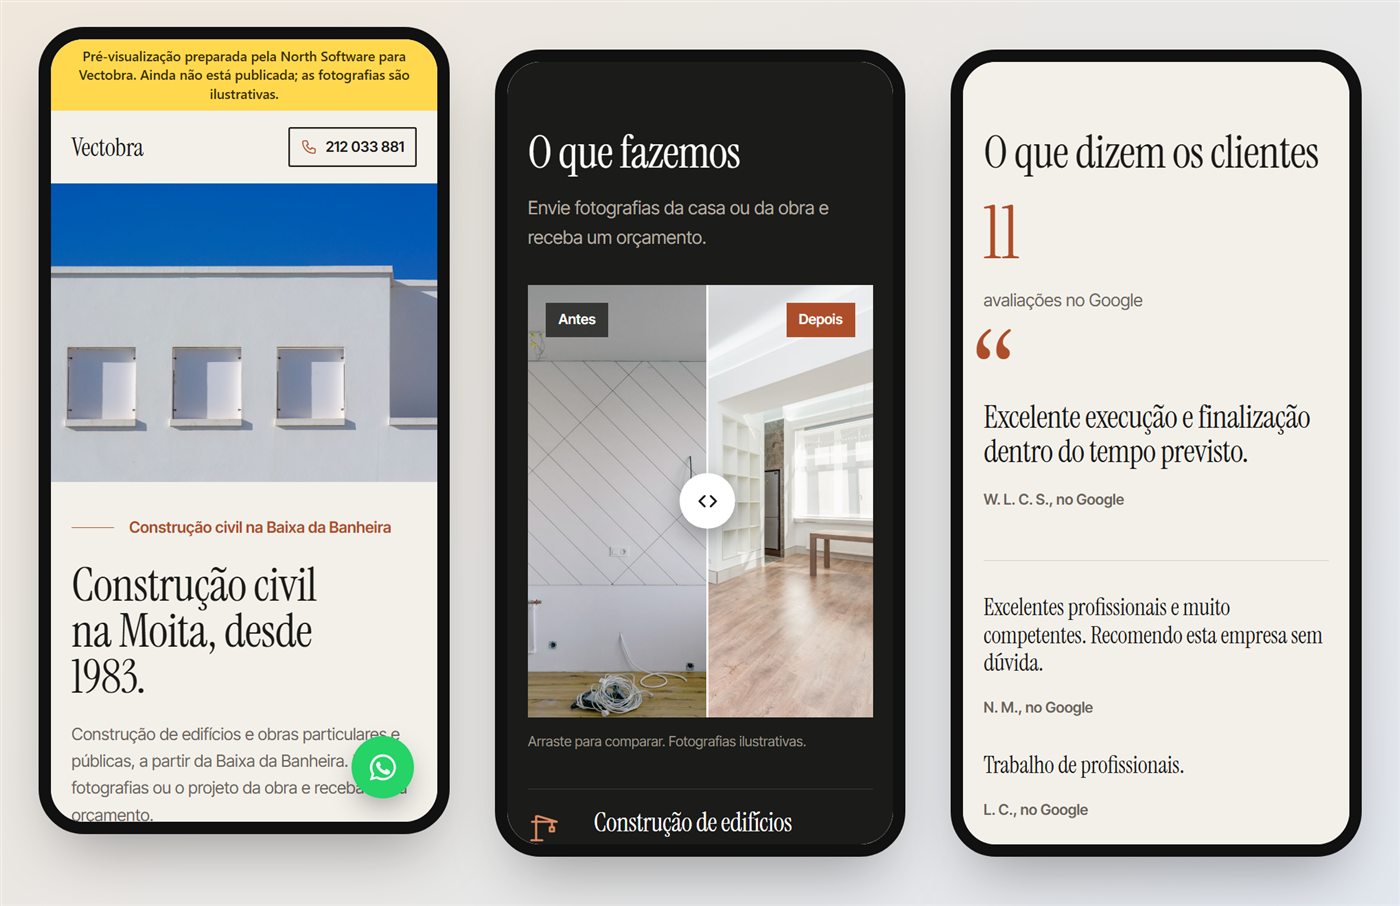 Pré-visualização preparada pela North Software para
Vectobra. Ainda não está publicada; as fotografias são
ilustrativas.
Vectobra
212 033 881
Construção civil na Baixa da Banheira
Construção civil
na Moita, desde
1983.
Construção de edifícios e obras particulares e
públicas, a partir da Baixa da Banheira.
fotografias ou o projeto da obra e receba
orçamento.
O que fazemos
Envie fotografias da casa ou da obra e
receba um orçamento.
Antes
Depois
Arraste para comparar. Fotografias ilustrativas.
Construção de edifícios
O que dizem os clientes
11
avaliações no Google
“
Excelente execução e finalização
dentro do tempo previsto.
W. L. C. S., no Google
Excelentes profissionais e muito
competentes. Recomendo esta empresa sem
dúvida.
N. M., no Google
Trabalho de profissionais.
L. C., no Google